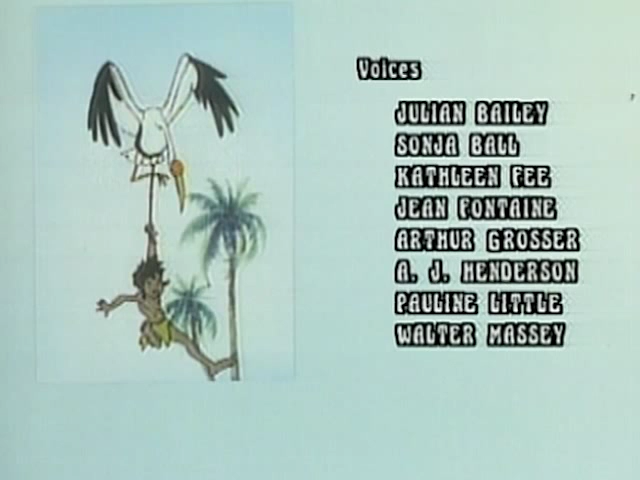 Voices
JULIAN BAILEY
SONJA BALL
KATHLEEN FEE
JEAN FONTAINE
ARTHUR GROSSER
A. J. HENDERSON
PAULINE LITTLE
WALTER MASSEY